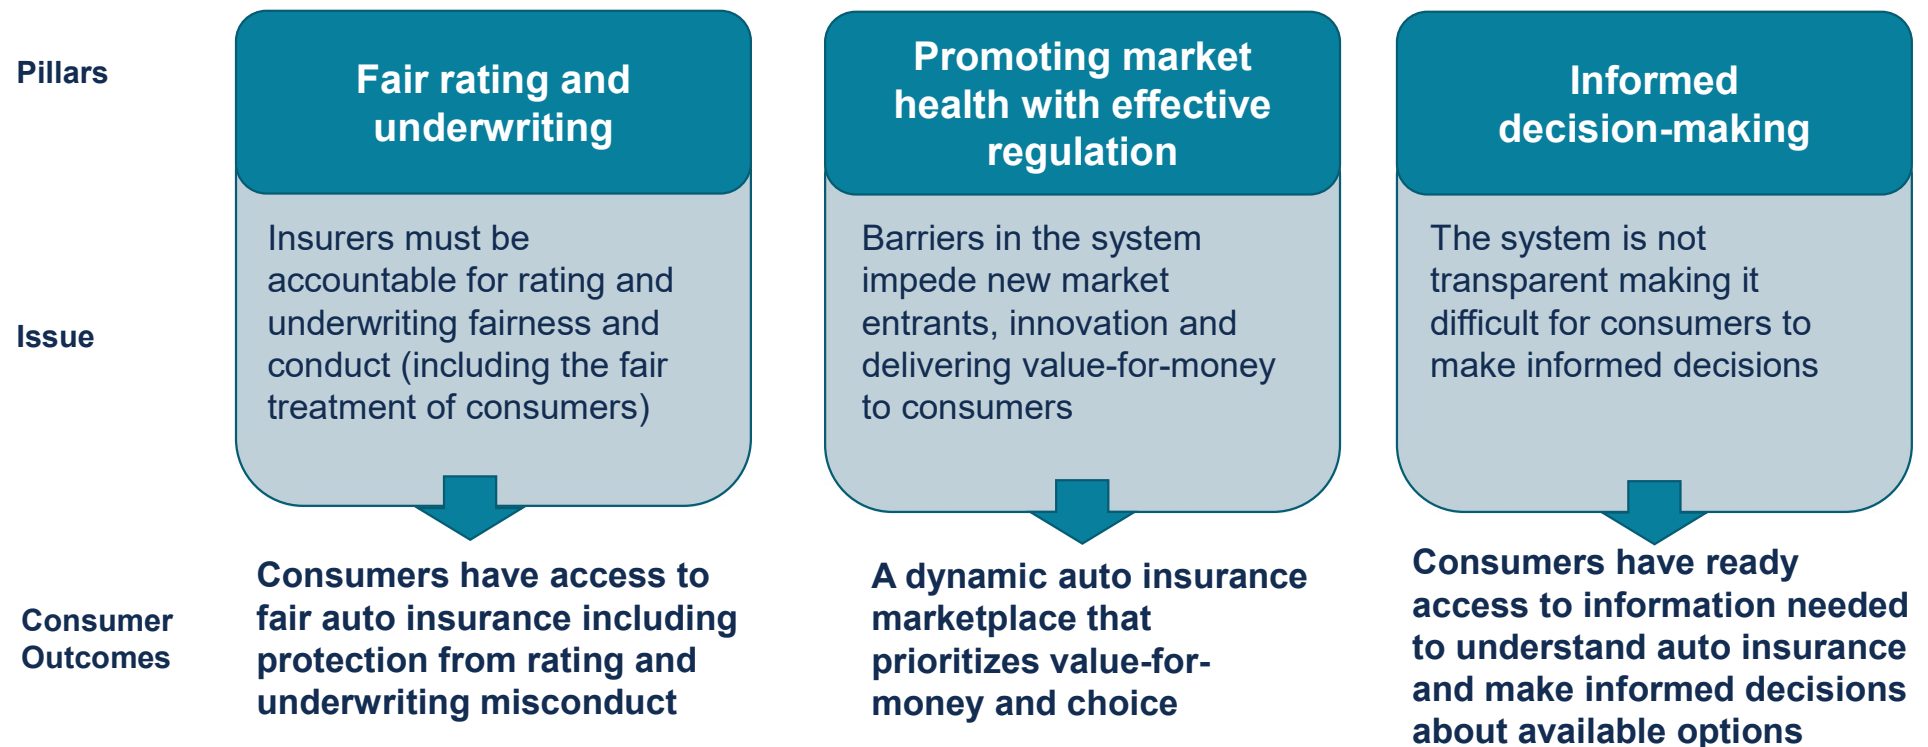 Pillars
Fair rating and
underwriting
Promoting market
health with effective
regulation
Informed
decision-making
Issue
Insurers must be
accountable for rating and
underwriting fairness and
conduct (including the fair
treatment of consumers)
Barriers in the system
impede new market
entrants, innovation and
delivering value-for-money
to consumers
The system is not
transparent making it
difficult for consumers to
make informed decisions
Consumer
Outcomes
Consumers have access to
fair auto insurance including
protection from rating and
underwriting misconduct
A dynamic auto insurance
marketplace that
prioritizes value-for-
money and choice
Consumers have ready
access to information needed
to understand auto insurance
and make informed decisions
about available options